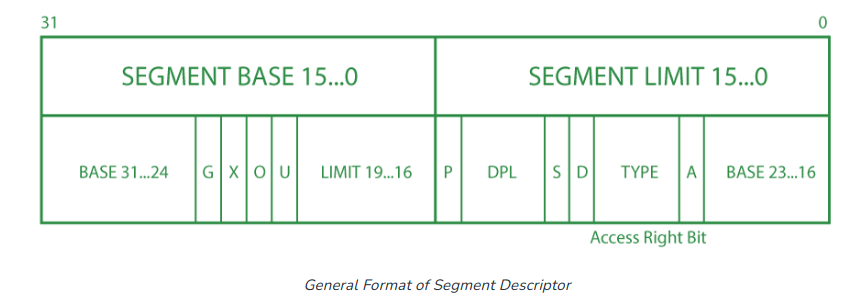 31 0
SEGMENT BASE 15...0 SEGMENT LIMIT 15...0
BASE 31...24 G X O U LIMIT 19...16 P DPL S D TYPE A BASE 23...16
Access Right Bit
General Format of Segment Descriptor